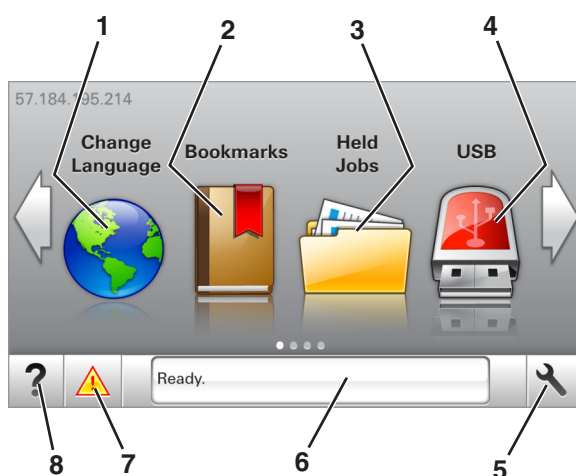 1
2
3
4
57.184.195.214
Change
Language
Bookmarks
Held
Jobs
USB
?
Ready.
8
7
6
5